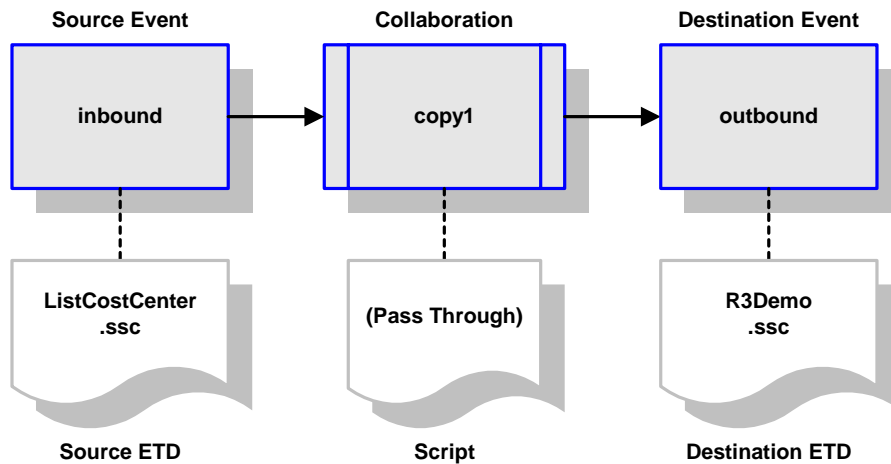 Source Event
Collaboration
Destination Event
inbound
copy1
outbound
ListCostCenter
.ssc
(Pass Through)
R3Demo
.ssc
Source ETD
Script
Destination ETD